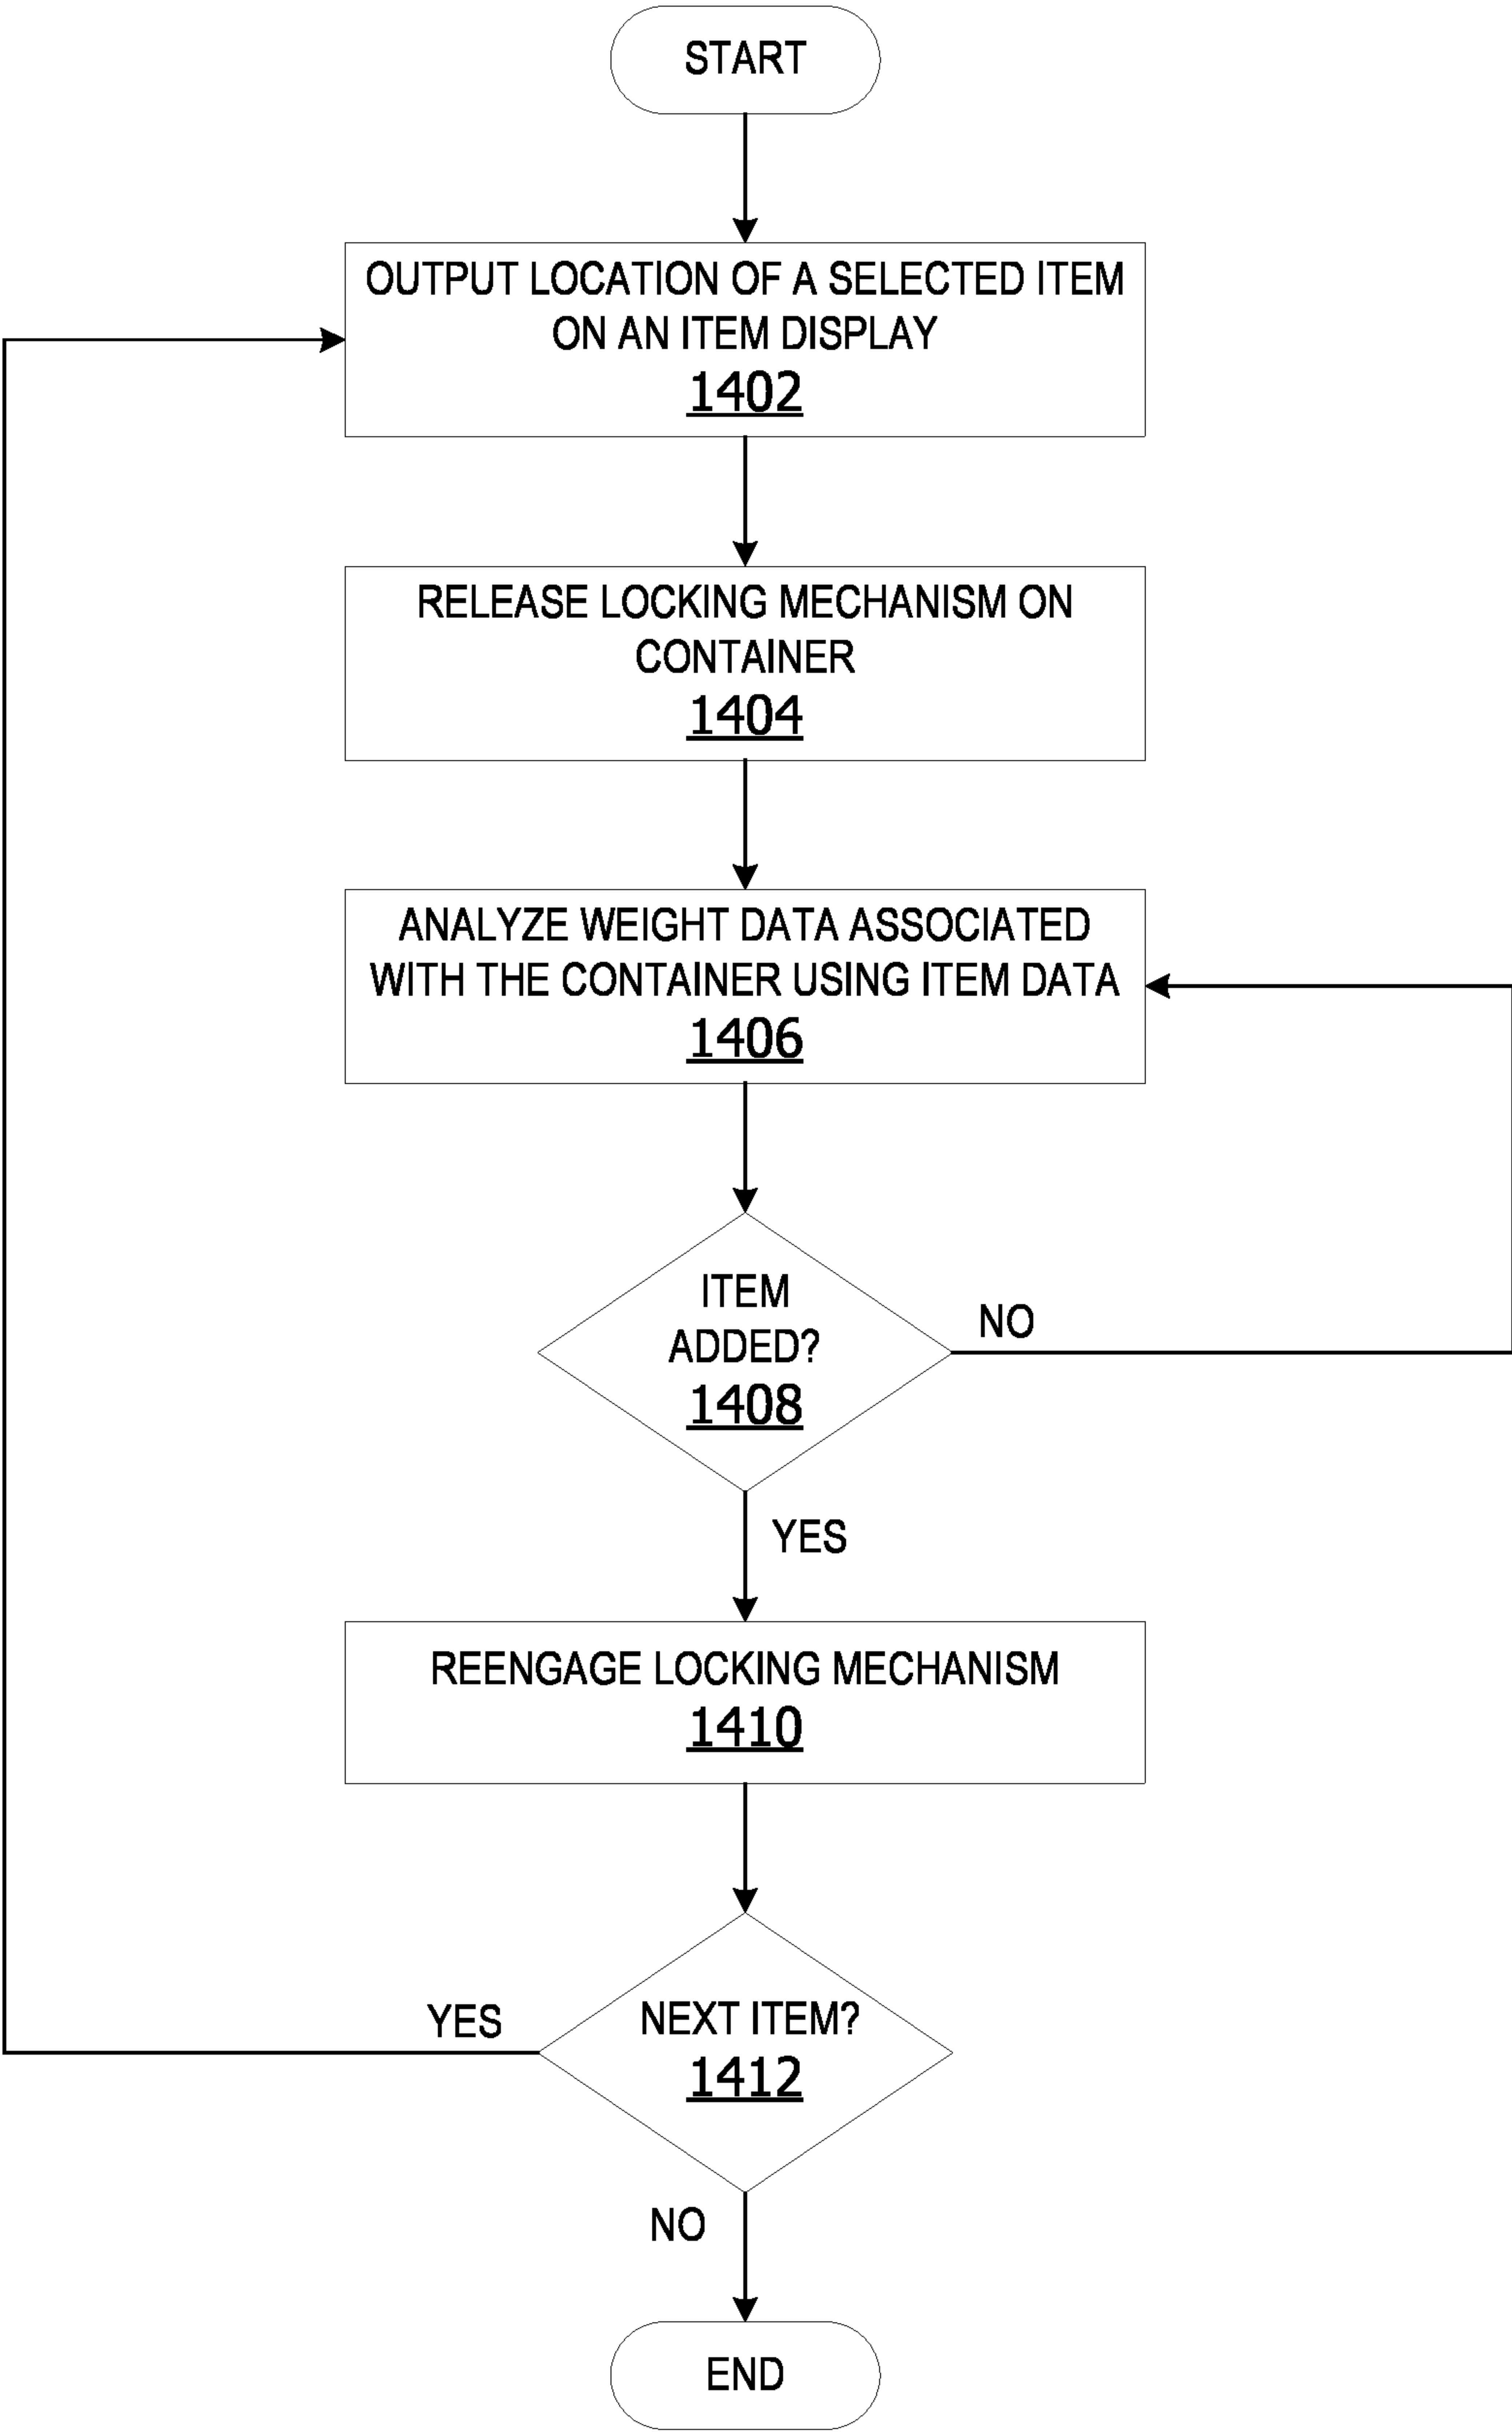 START
OUTPUT LOCATION OF A SELECTED ITEM
ON AN ITEM DISPLAY
1402
RELEASE LOCKING MECHANISM ON
CONTAINER
1404
ANALYZE WEIGHT DATA ASSOCIATED
WITH THE CONTAINER USING ITEM DATA
1406
ITEM
ADDED?
1408
NO
YES
REENGAGE LOCKING MECHANISM
1410
YES
NEXT ITEM?
1412
NO
END